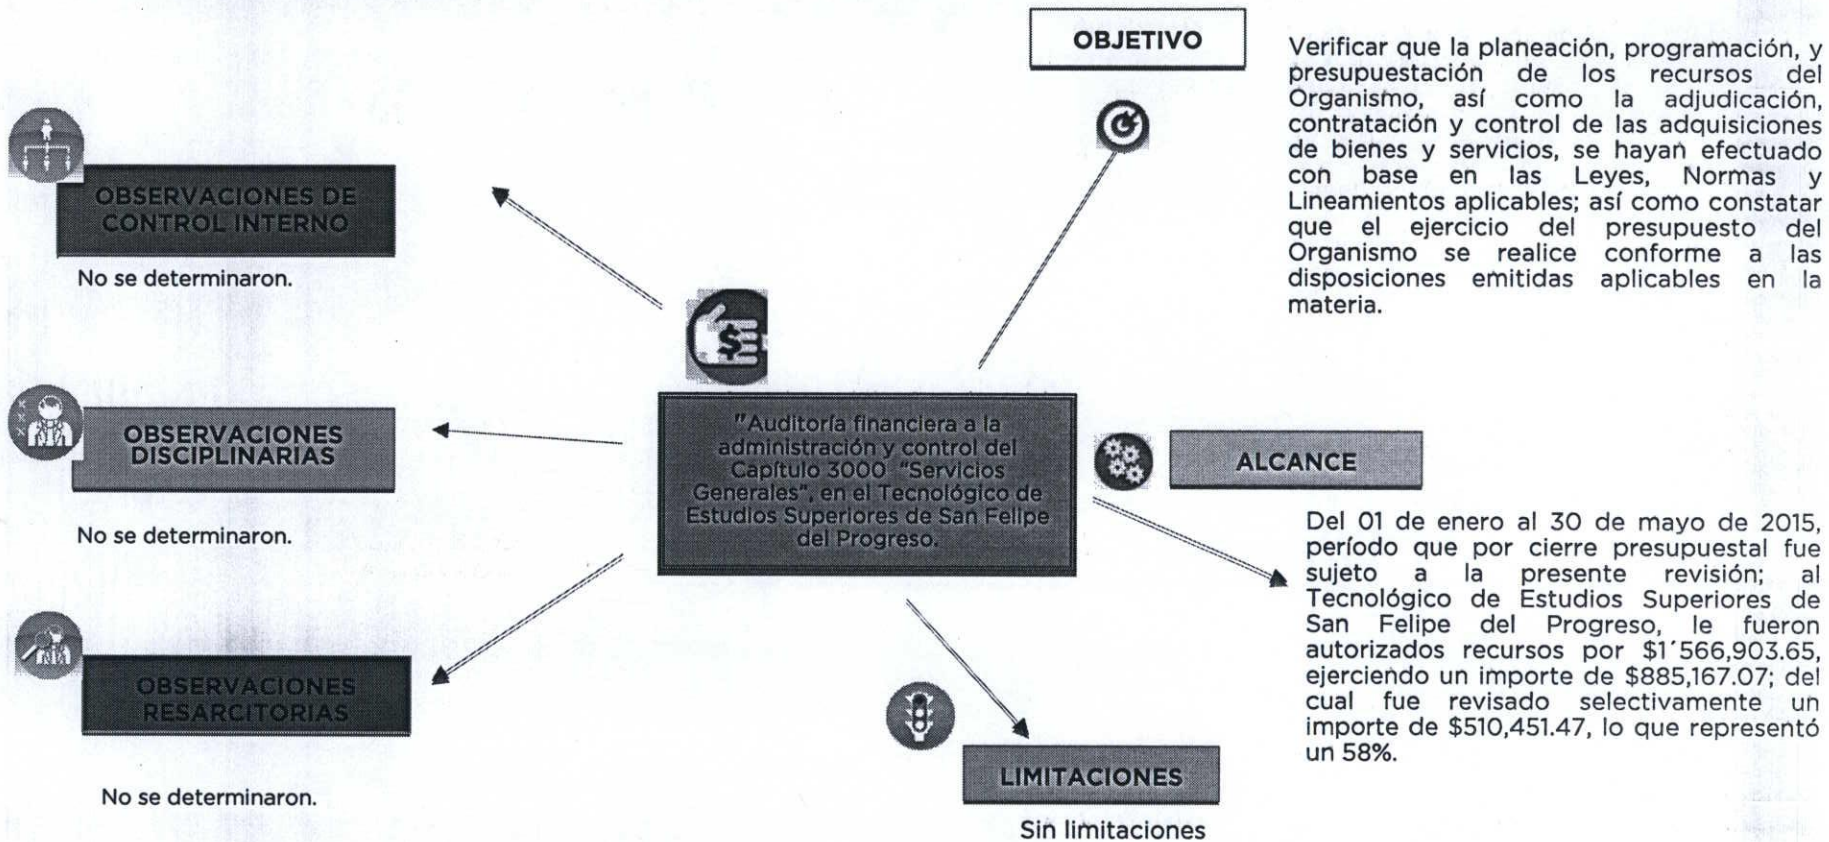 OBJETIVO
Verificar que la planeación, programación, y
presupuestación de los recursos del
Organismo, así como la adjudicación,
contratación y control de las adquisiciones
de bienes y servicios, se hayan efectuado
con base en las Leyes, Normas y
Lineamientos aplicables; así como constatar
que el ejercicio del presupuesto del
Organismo se realice conforme a las
disposiciones emitidas aplicables en la
materia.
OBSERVACIONES DE
CONTROL INTERNO
No se determinaron.
OBSERVACIONES
DISCIPLINARIAS
No se determinaron.
OBSERVACIONES
RESARCITORIAS
No se determinaron.
"Auditoría financiera a la
administración y control del
Capítulo 3000 "Servicios
Generales", en el Tecnológico de
Estudios Superiores de San Felipe
del Progreso.
ALCANCE
Del 01 de enero al 30 de mayo de 2015,
período que por cierre presupuestal fue
sujeto a la presente revisión; al
Tecnológico de Estudios Superiores de
San Felipe del Progreso, le fueron
autorizados recursos por $1´566,903.65,
ejerciendo un importe de $885,167.07; del
cual fue revisado selectivamente un
importe de $510,451.47, lo que representó
un 58%.
LIMITACIONES
Sin limitaciones